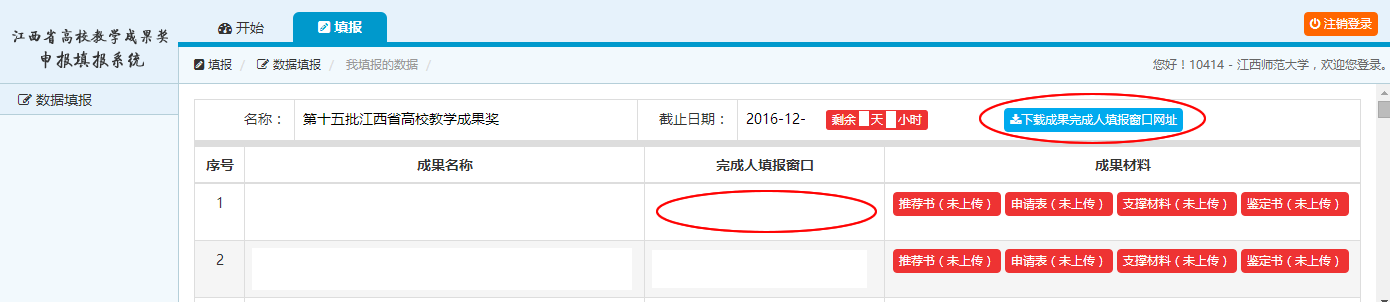 江西省高校教学成果奖
申报填报系统
开始
填报
注销登录
填报 / 数据填报 / 我填报的数据 /
您好！10414 - 江西师范大学，欢迎您登录。
数据填报
名称： 第十五批江西省高校教学成果奖 截止日期： 2016-12- 剩余 天 小时 下载成果完成人填报窗口网址
序号 成果名称 完成人填报窗口 成果材料
1 推荐书（未上传） 申请表（未上传） 支撑材料（未上传） 鉴定书（未上传）
2 推荐书（未上传） 申请表（未上传） 支撑材料（未上传） 鉴定书（未上传）